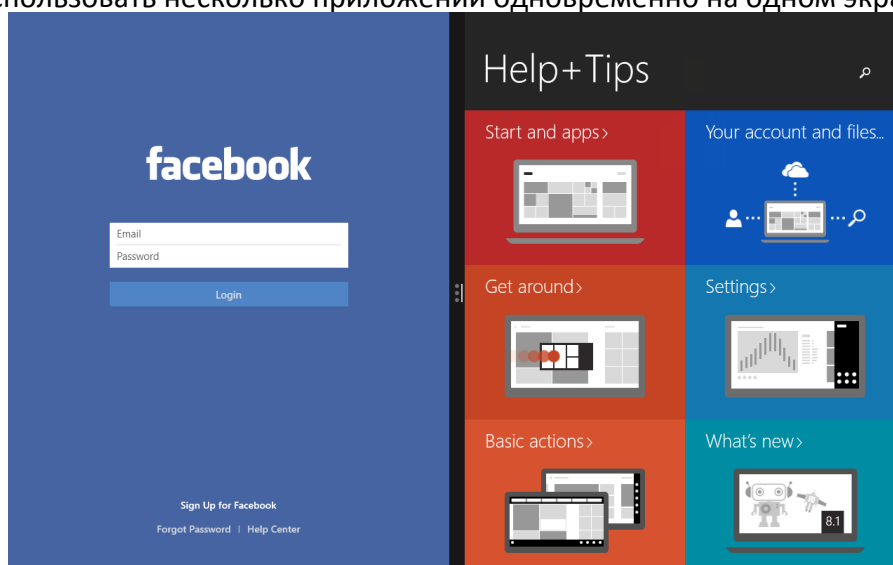 спользовать несколько приложений одновременно на одном экра
facebook
Email
Password
Login
Sign Up for Facebook
Forgot Password | Help Center
Help+Tips
Start and apps>
Your account and files...
Get around>
Settings>
Basic actions>
What's new>
8.1